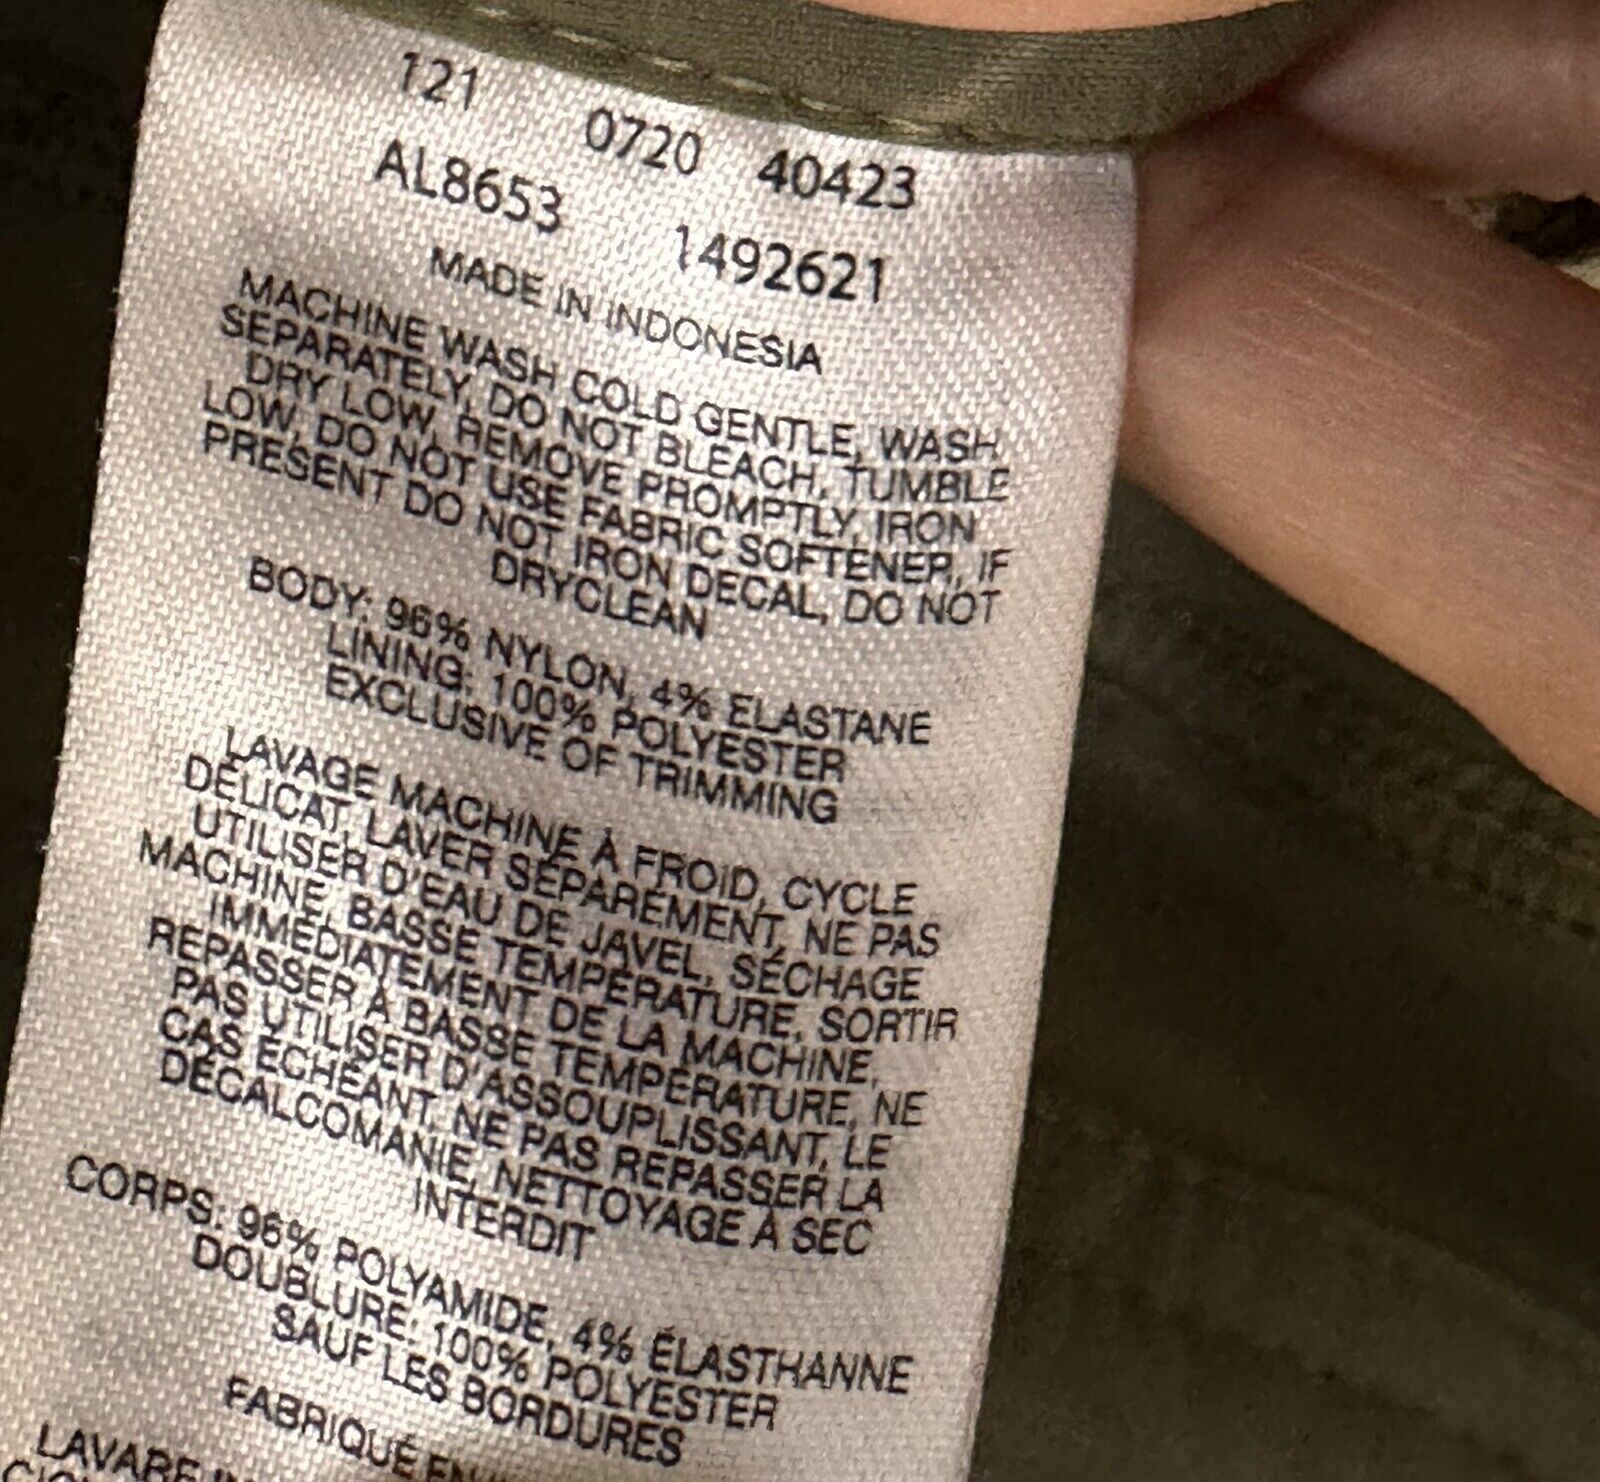 121 0720 40423
AL8653 1492621
MADE IN INDONESIA
MACHINE WASH COLD GENTLE, WASH
SEPARATELY, DO NOT BLEACH, TUMBLE
DRY LOW, REMOVE PROMPTLY, IRON
LOW, DO NOT USE FABRIC SOFTENER, IF
PRESENT DO NOT IRON DECAL, DO NOT
DRYCLEAN
BODY: 96% NYLON, 4% ELASTANE
LINING: 100% POLYESTER
EXCLUSIVE OF TRIMMING
LAVAGE MACHINE À FROID, CYCLE
DÉLICAT, LAVER SÉPARÉMENT, NE PAS
UTILISER D'EAU DE JAVEL, SÉCHAGE
MACHINE, BASSE TEMPÉRATURE, SORTIR
IMMÉDIATEMENT DE LA MACHINE,
REPASSER À BASSE TEMPÉRATURE, NE
PAS UTILISER D'ASSOUPLISSANT, LE
CAS ÉCHÉANT, NE PAS REPASSER LA
DÉCALCOMANIE, NETTOYAGE À SEC
INTERDIT
CORPS: 96% POLYAMIDE, 4% ÉLASTHANNE
DOUBLURE: 100% POLYESTER
SAUF LES BORDURES
FABRIQUÉ EN
LAVARE